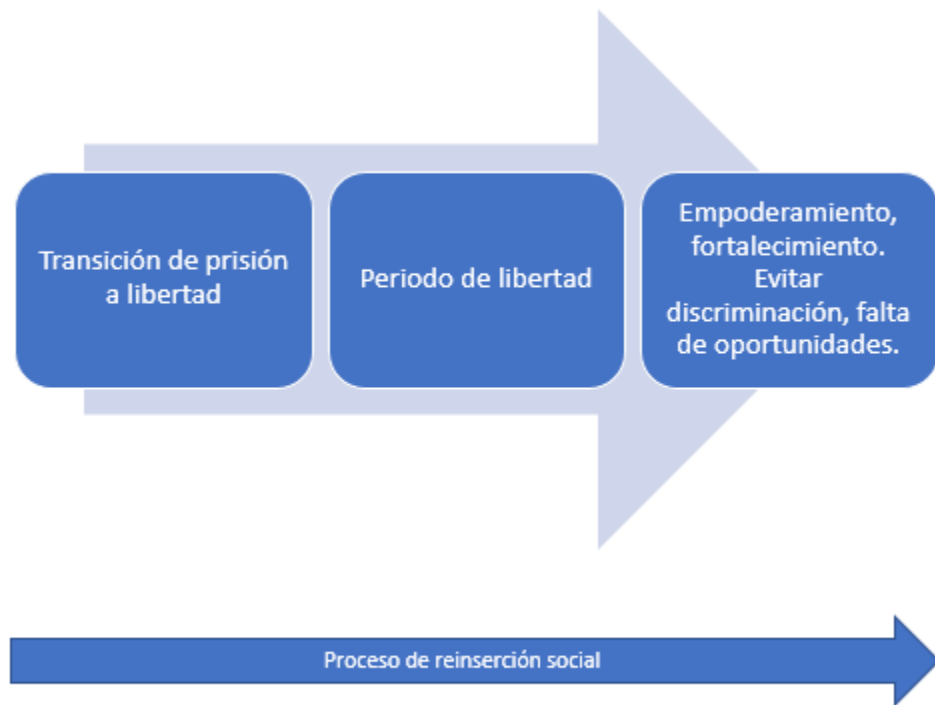 Transición de prisión
a libertad
Periodo de libertad
Empoderamiento,
fortalecimiento.
Evitar
discriminación, falta
de oportunidades.
Proceso de reinserción social